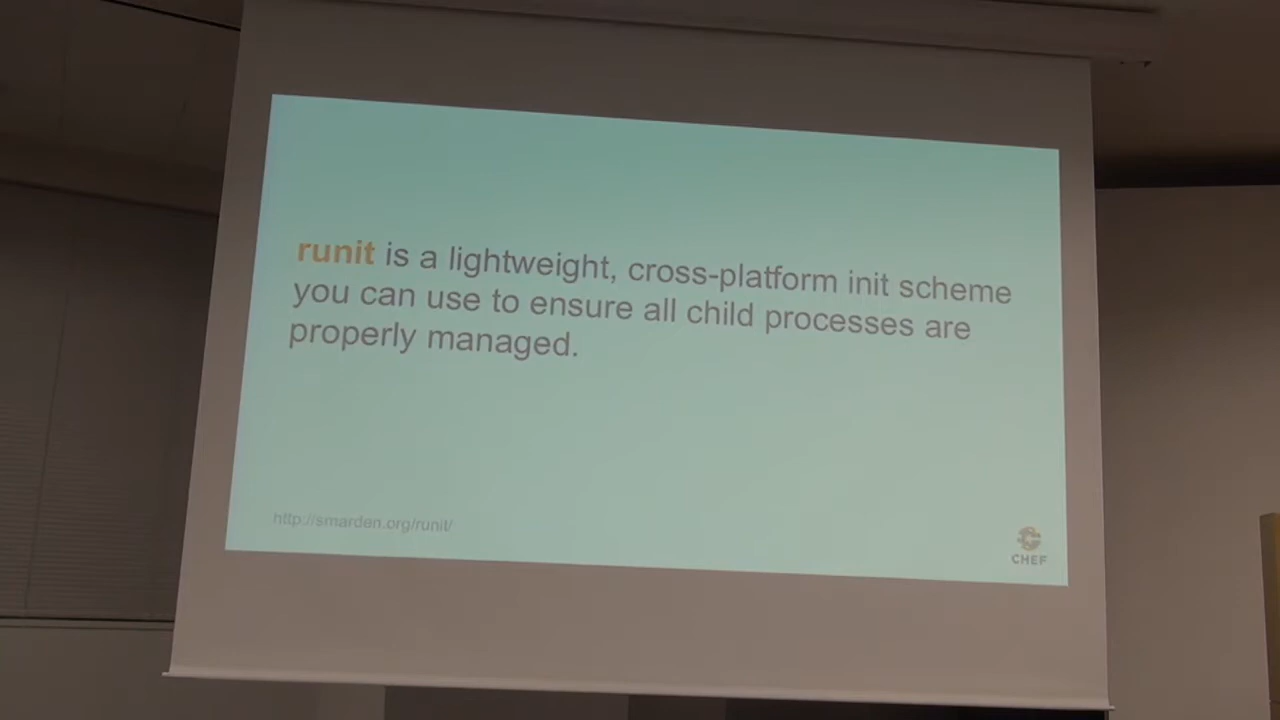 runit is a lightweight, cross-platform init scheme
you can use to ensure all child processes are
properly managed.
http://smarden.org/runit/
CHEF